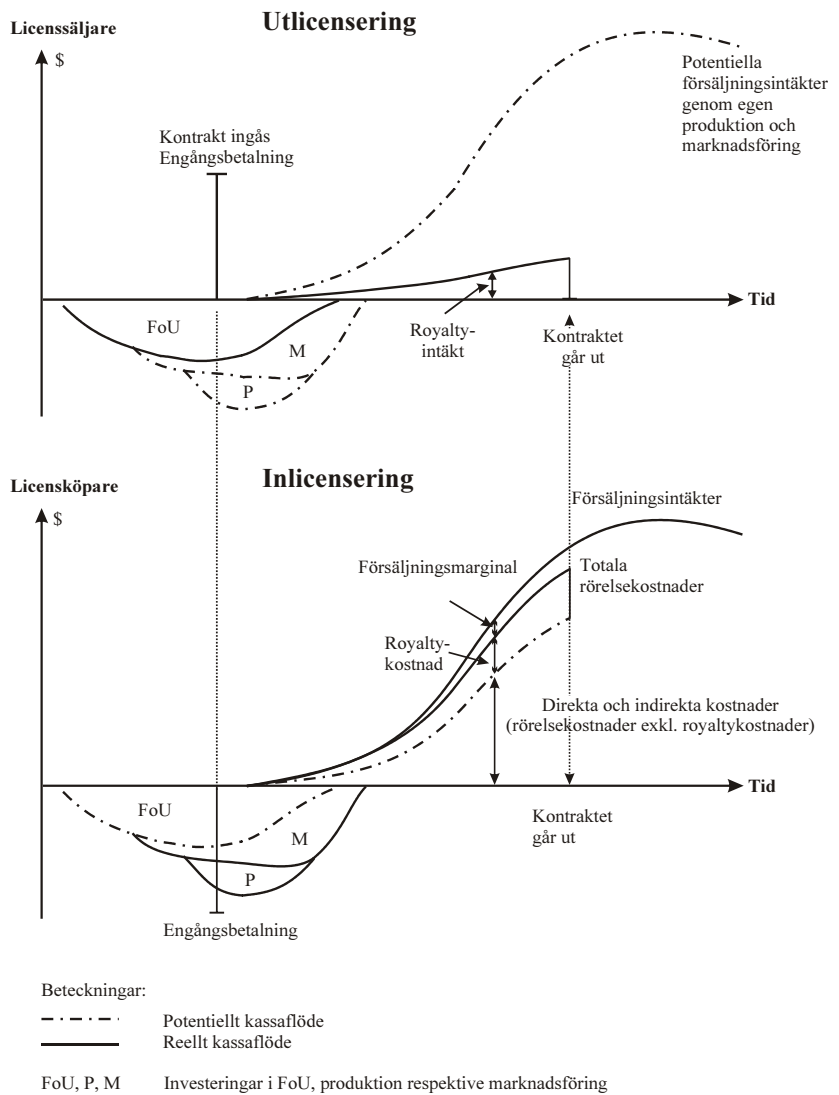 Utlicensering
Licenssäljare
$
Potentiella
försäljningsintäkter
genom egen
produktion och
marknadsföring
Kontrakt ingås
Engångsbetalning
Tid
FoU
M
P
Royalty-
intäkt
Kontraktet
går ut
Inlicensering
Licensköpare
$
Försäljningsintäkter
Försäljningsmarginal
Totala
rörelsekostnader
Royalty-
kostnad
Direkta och indirekta kostnader
(rörelsekostnader exkl. royaltykostnader)
Tid
FoU
M
P
Kontraktet
går ut
Engångsbetalning
Beteckningar:
Potentiellt kassaflöde
Reellt kassaflöde
FoU, P, M Investeringar i FoU, produktion respektive marknadsföring